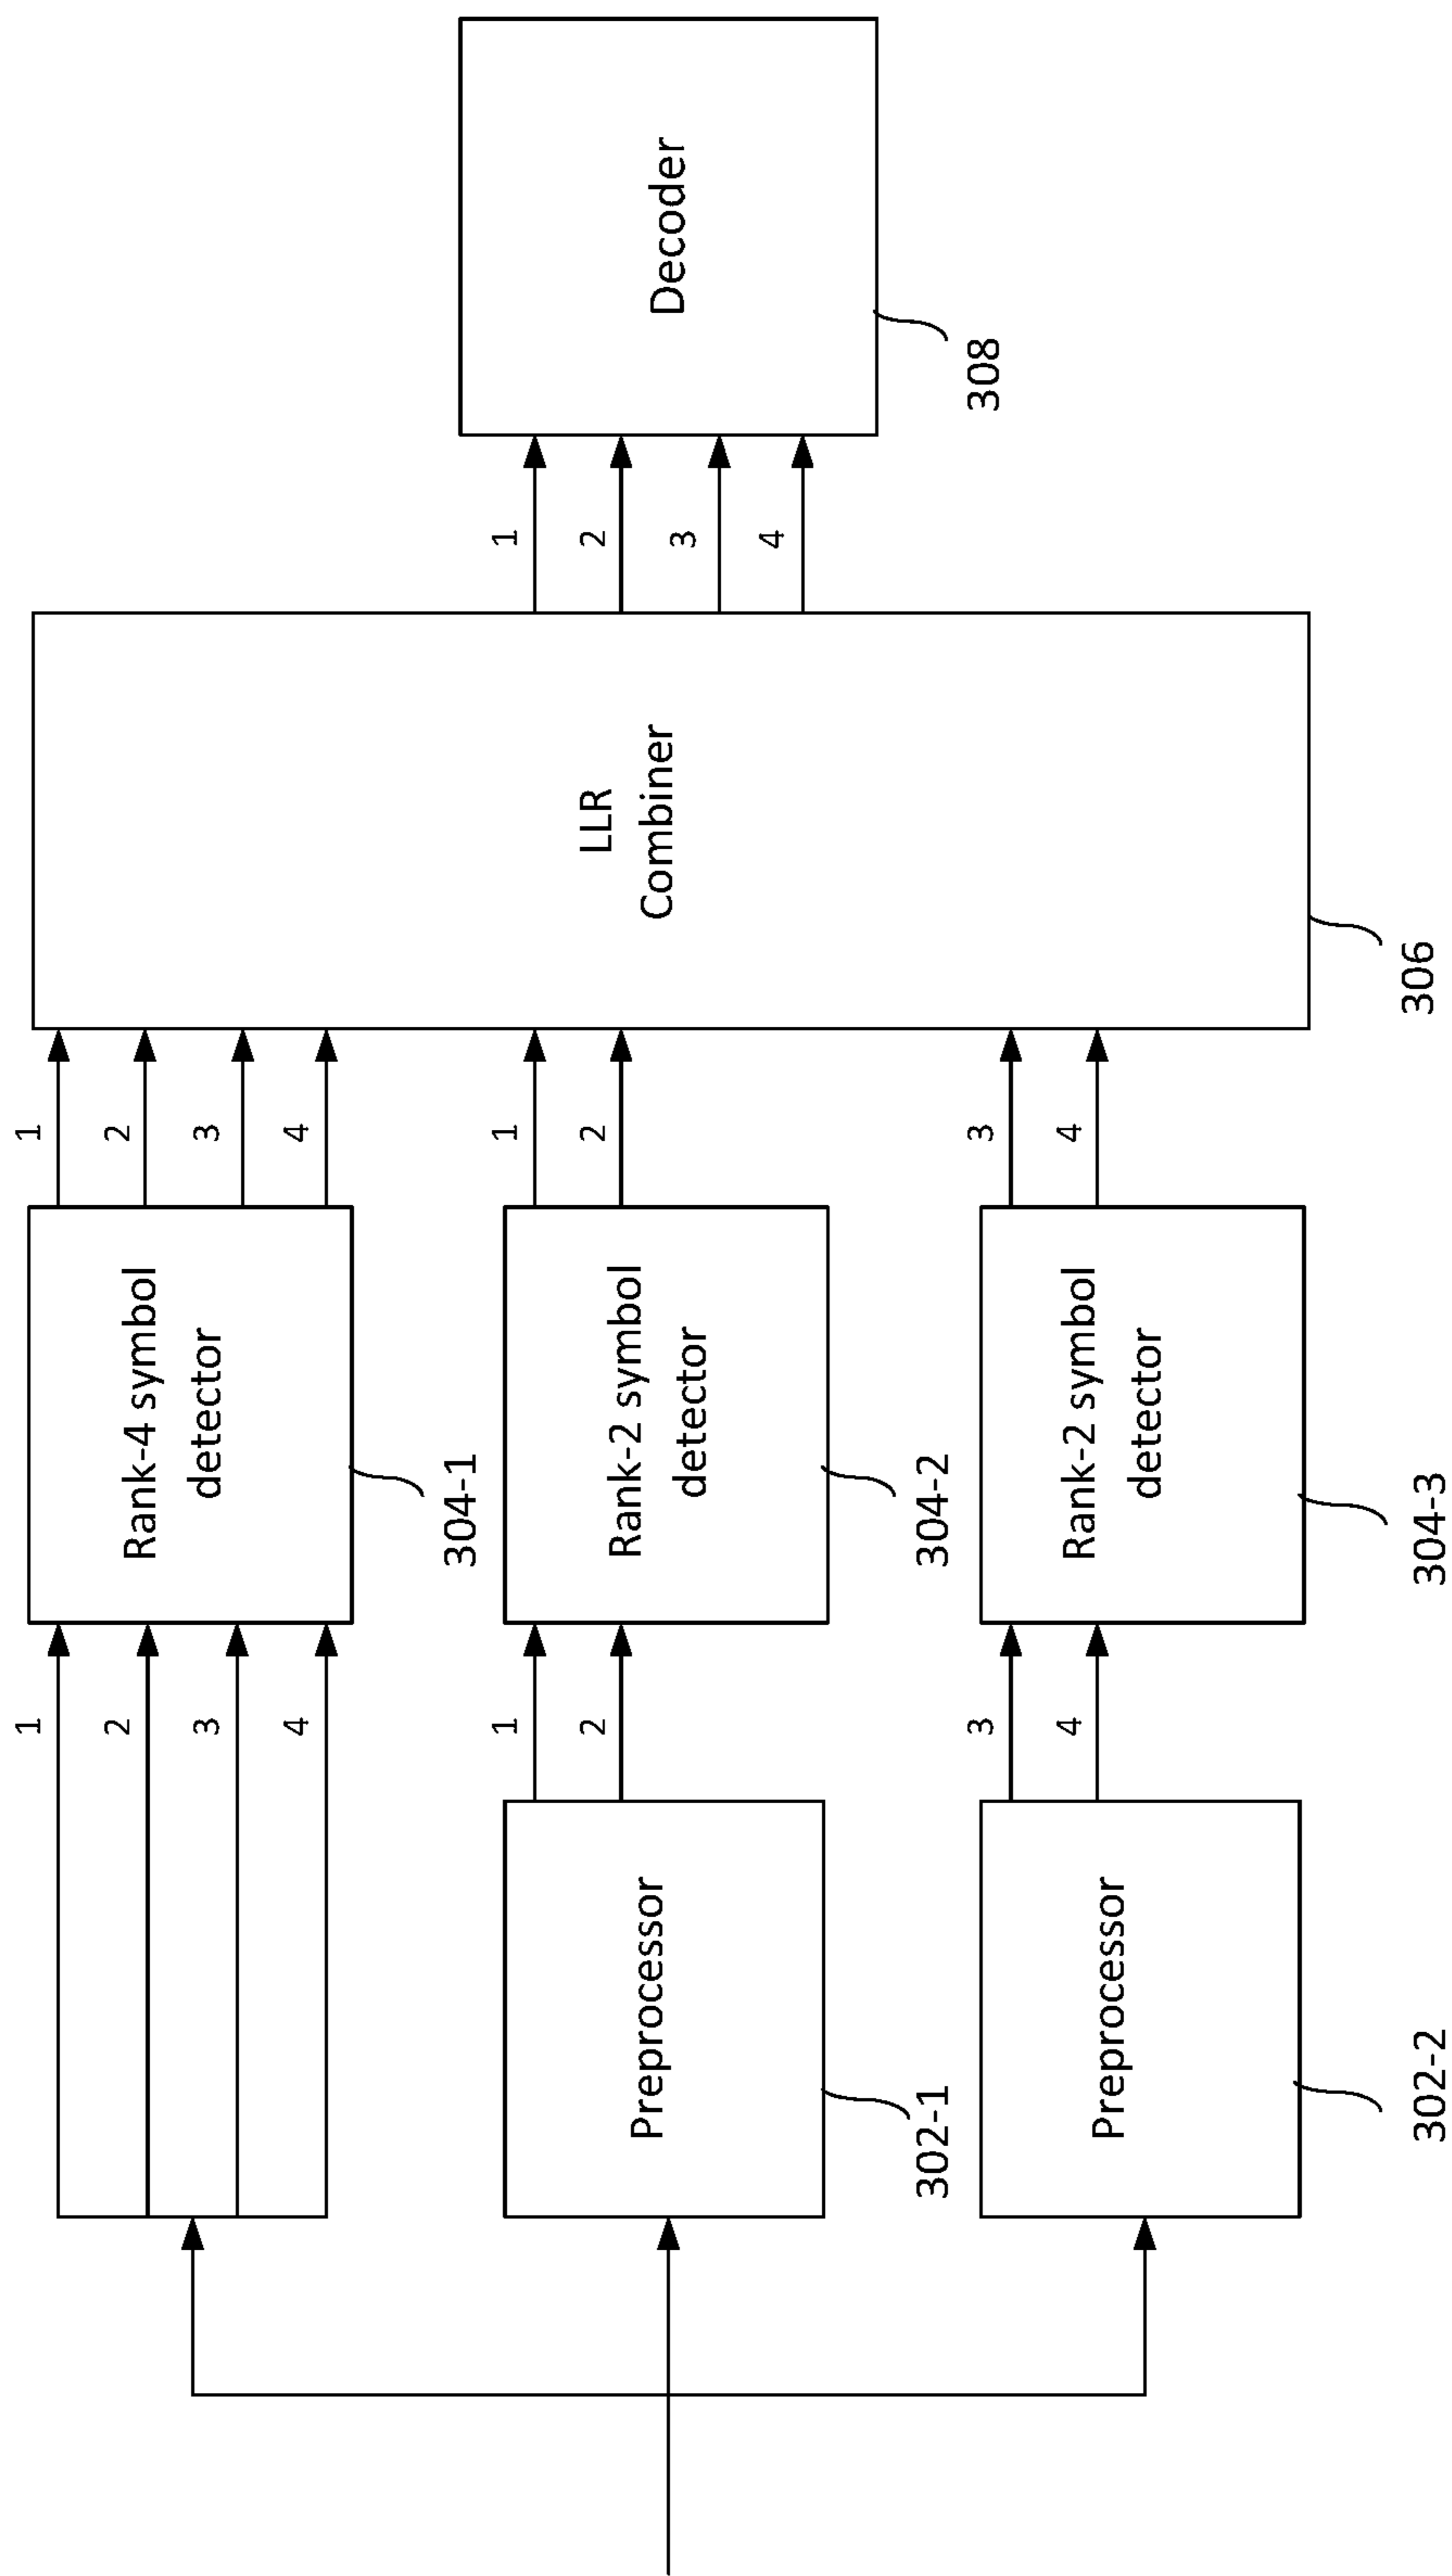 1
2
3
4
Rank-4 symbol
detector
304-1
1
2
3
4
Preprocessor
302-1
1
2
Rank-2 symbol
detector
304-2
1
2
Preprocessor
302-2
3
4
Rank-2 symbol
detector
304-3
3
4
LLR
Combiner
306
1
2
3
4
Decoder
308